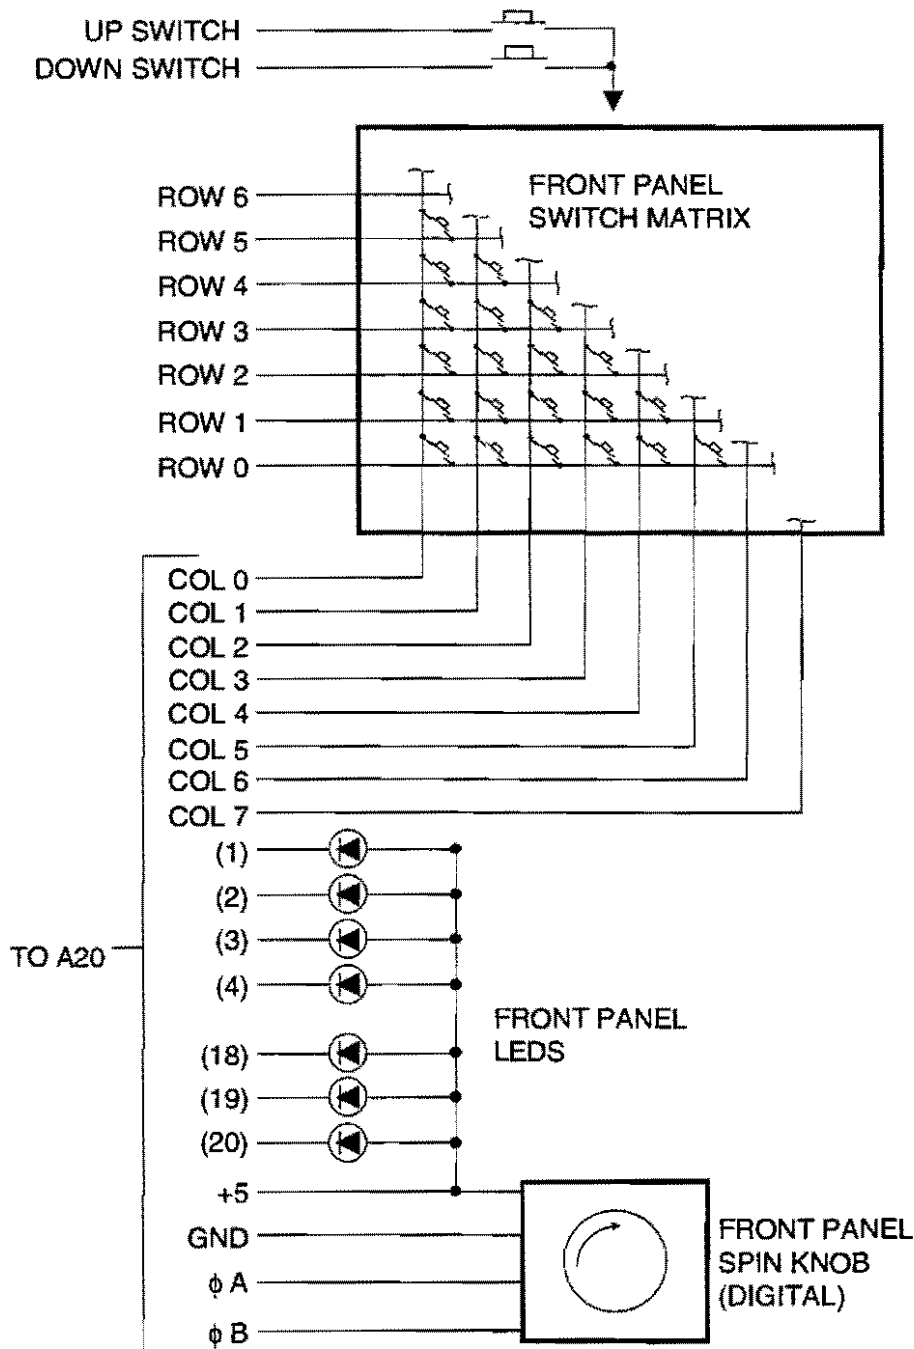 UP SWITCH
DOWN SWITCH
FRONT PANEL
SWITCH MATRIX
ROW 6
ROW 5
ROW 4
ROW 3
ROW 2
ROW 1
ROW 0
COL 0
COL 1
COL 2
COL 3
COL 4
COL 5
COL 6
COL 7
(1)
(2)
(3)
(4)
TO A20
FRONT PANEL
LEDS
(18)
(19)
(20)
+5
GND
ϕ A
ϕ B
FRONT PANEL
SPIN KNOB
(DIGITAL)